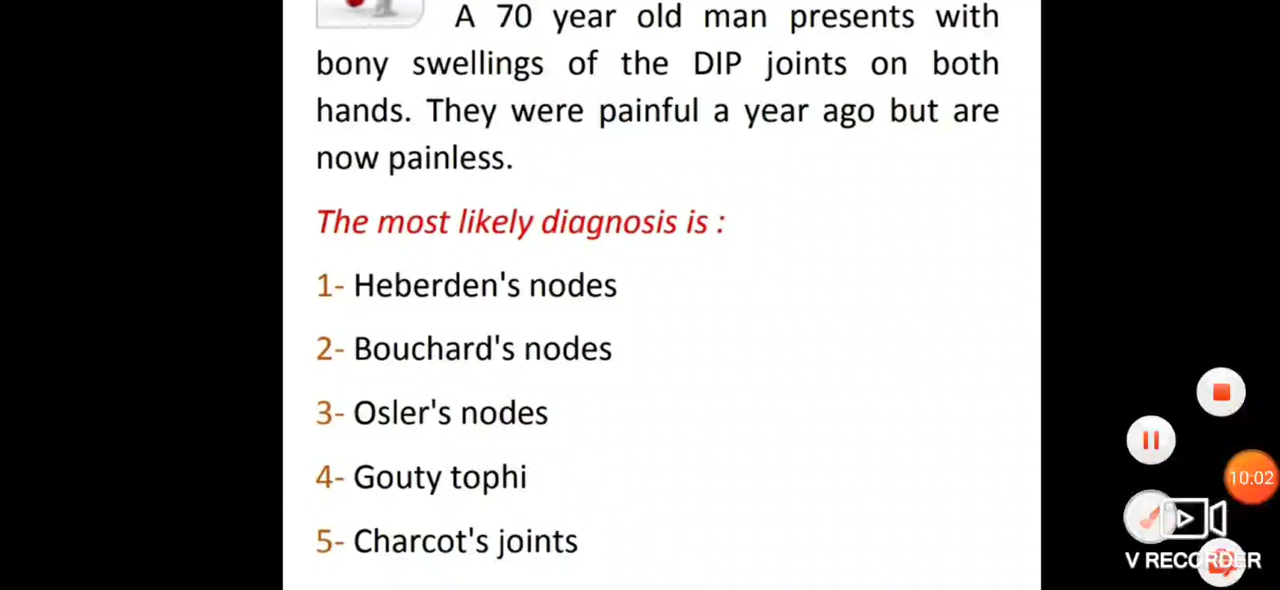 A 70 year old man presents with
bony swellings of the DIP joints on both
hands. They were painful a year ago but are
now painless.
The most likely diagnosis is :
1- Heberden's nodes
2- Bouchard's nodes
3- Osler's nodes
4- Gouty tophi
5- Charcot's joints
10:02
V RECORDER